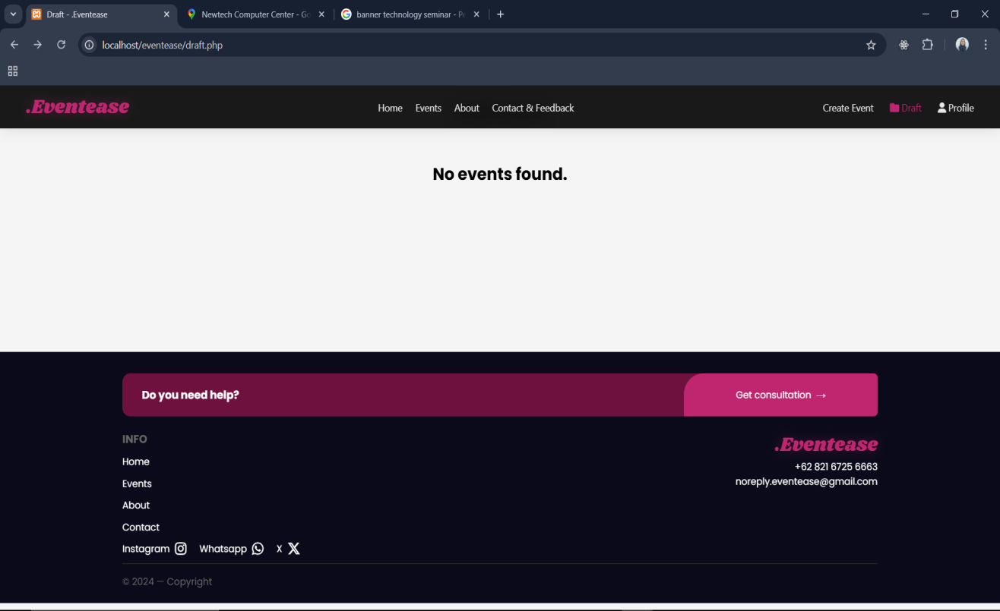 Draft - .Eventease
Newtech Computer Center - Go
banner technology seminar - Pe
localhost/eventease/draft.php
.Eventease
Home Events About Contact & Feedback
Create Event Draft Profile
No events found.
Do you need help?
Get consultation →
INFO
Home
Events
About
Contact
Instagram Whatsapp X
.Eventease
+62 821 6725 6663
noreply.eventease@gmail.com
© 2024 — Copyright